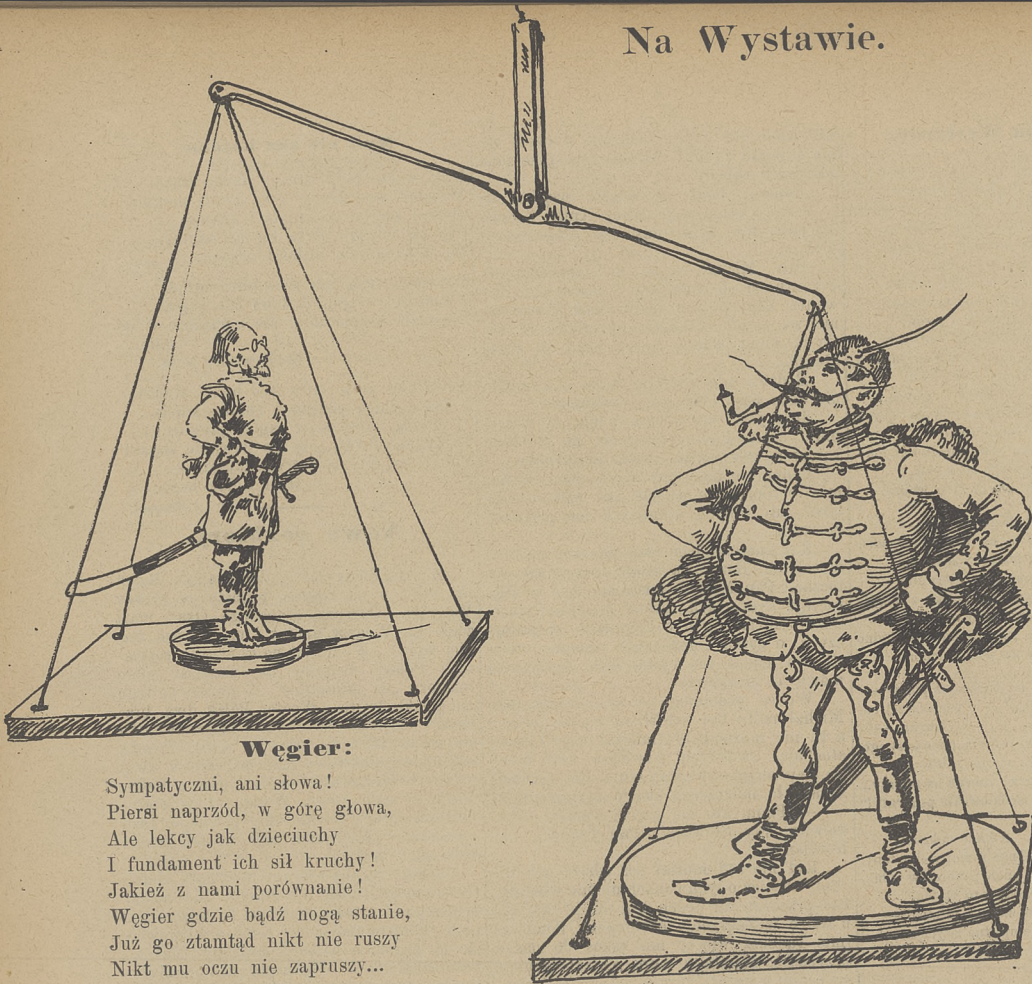 Na Wystawie.
Węgier:
Sympatyczni, ani słowa!
Piersi naprzód, w górę głowa,
Ale lekcy jak dzieciuchy
I fundament ich sił kruchy!
Jakież z nami porównanie!
Węgier gdzie bądź nogą stanie,
Już go ztamtąd nikt nie ruszy
Nikt mu oczu nie zapruszy...